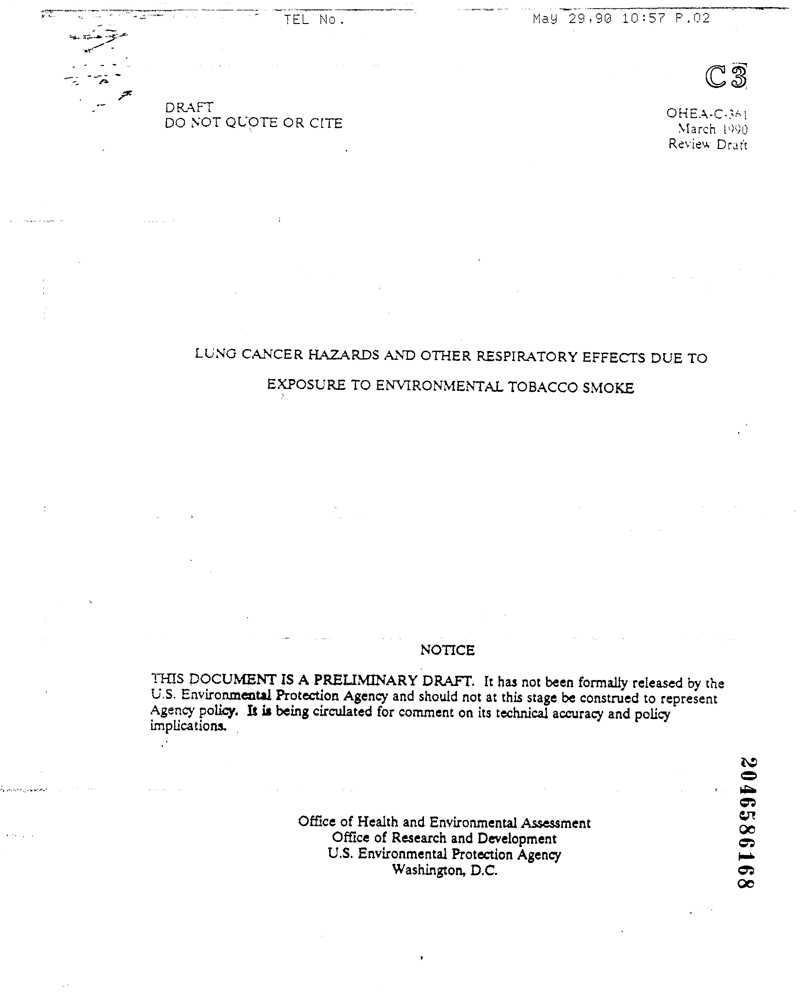 TEL No.
May 29,90 10:57 P.02
C3
DRAFT
DO NOT QUOTE OR CITE
OHEA-C-361
March 1990
Review Draft
LUNG CANCER HAZARDS AND OTHER RESPIRATORY EFFECTS DUE TO
EXPOSURE TO ENVIRONMENTAL TOBACCO SMOKE
NOTICE
THIS DOCUMENT IS A PRELIMINARY DRAFT. It has not been formally released by the
U.S. Environmental Protection Agency and should not at this stage be construed to represent
Agency policy. It is being circulated for comment on its technical accuracy and policy
implications.
Office of Health and Environmental Assessment
Office of Research and Development
U.S. Environmental Protection Agency
Washington, D.C.
2046586168